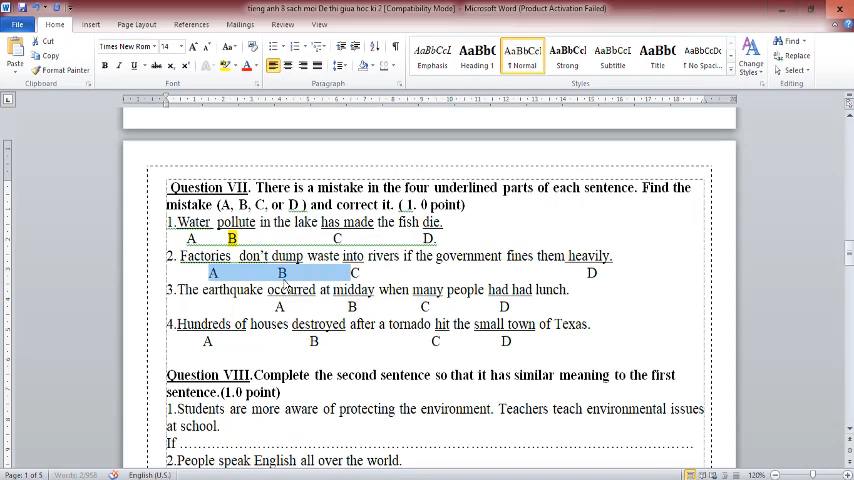 tieng anh 8 sach moi De thi giua hoc ki 2 [Compatibility Mode] - Microsoft Word (Product Activation Failed)
File Home Insert Page Layout References Mailings Review View
Paste Cut Copy Format Painter Times New Rom 14 Aa
B I U abc
AaBbCcL AaBbC AaBbCcI AaBbCc AaBbCcL AaBbC AaBbCcDc
Emphasis Heading 1 ¶ Normal Strong Subtitle Title ¶ No Spaci...
Change Styles Find Replace Select
Clipboard Font Paragraph Styles Editing
Question VII. There is a mistake in the four underlined parts of each sentence. Find the
mistake (A, B, C, or D ) and correct it. ( 1. 0 point)
1.Water pollute in the lake has made the fish die.
A B C D.
2. Factories don't dump waste into rivers if the government fines them heavily.
A B C D
3.The earthquake occurred at midday when many people had had lunch.
A B C D
4.Hundreds of houses destroyed after a tornado hit the small town of Texas.
A B C D
Question VIII.Complete the second sentence so that it has similar meaning to the first
sentence.(1.0 point)
1.Students are more aware of protecting the environment. Teachers teach environmental issues
at school.
If ……………………………………………………………………………………
2.People speak English all over the world.
Page: 1 of 5 Words: 2/958 English (U.S.) 120%